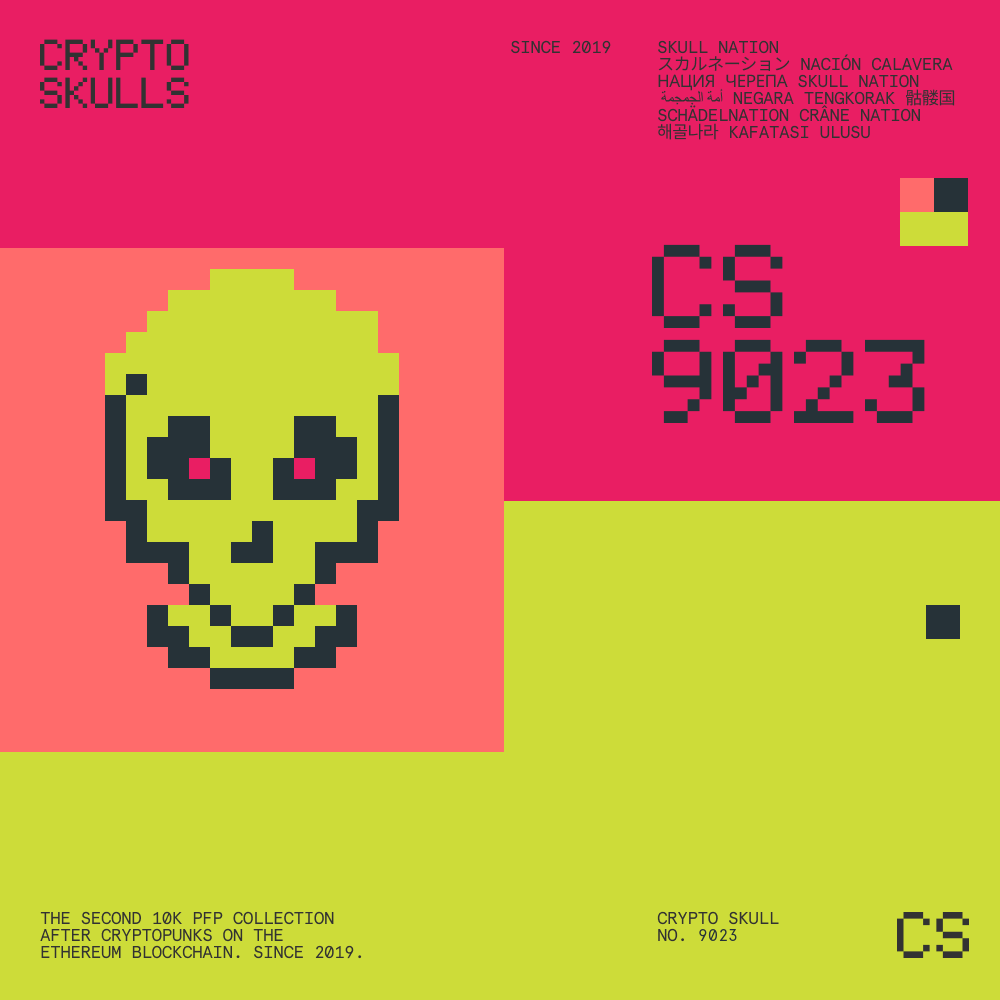 CRYPTO
SKULLS
SINCE 2019
SKULL NATION
スカルネーション NACIÓN CALAVERA
НАЦИЯ ЧЕРЕПА SKULL NATION
أمة الجمجمة NEGARA TENGKORAK 骷髅国
SCHÄDELNATION CRÂNE NATION
해골나라 KAFATASI ULUSU
CS
9023
THE SECOND 10K PFP COLLECTION
AFTER CRYPTOPUNKS ON THE
ETHEREUM BLOCKCHAIN. SINCE 2019.
CRYPTO SKULL
NO. 9023
CS